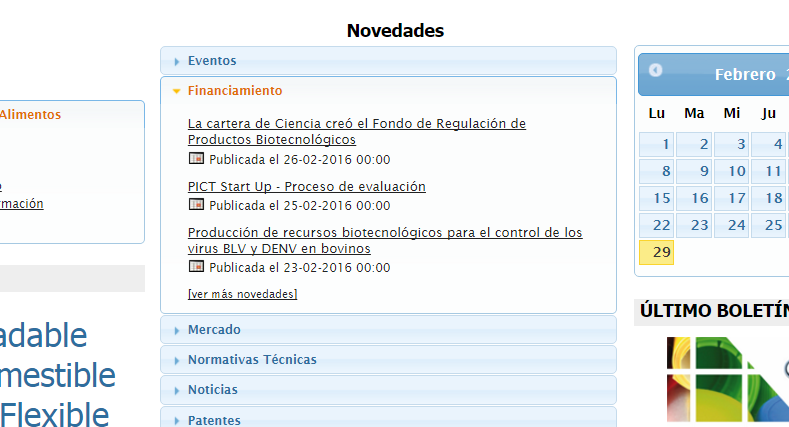 Novedades
Eventos
Financiamiento
La cartera de Ciencia creó el Fondo de Regulación de
Productos Biotecnológicos
Publicada el 26-02-2016 00:00
PICT Start Up - Proceso de evaluación
Publicada el 25-02-2016 00:00
Producción de recursos biotecnológicos para el control de los
virus BLV y DENV en bovinos
Publicada el 23-02-2016 00:00
[ver más novedades]
Mercado
Normativas Técnicas
Noticias
Patentes
Alimentos
rmación
adable
mestible
Flexible
Febrero 2
Lu Ma Mi Ju
1 2 3 4
8 9 10 11
15 16 17 18
22 23 24 25
29
ÚLTIMO BOLETÍN